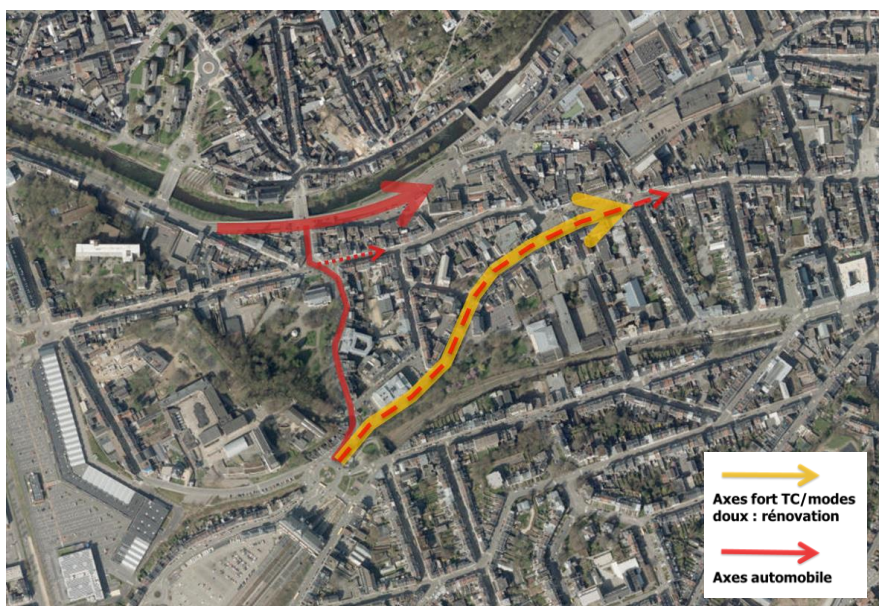 Axes fort TC/modes
doux : rénovation
Axes automobile